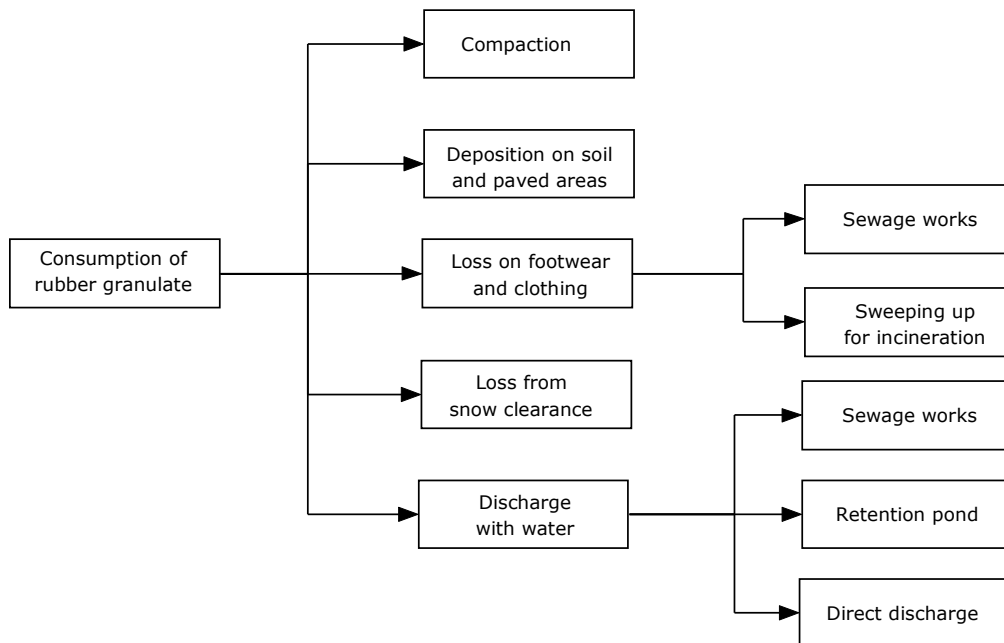 Compaction
Deposition on soil
and paved areas
Sewage works
Consumption of
rubber granulate
Loss on footwear
and clothing
Sweeping up
for incineration
Loss from
snow clearance
Sewage works
Discharge
with water
Retention pond
Direct discharge